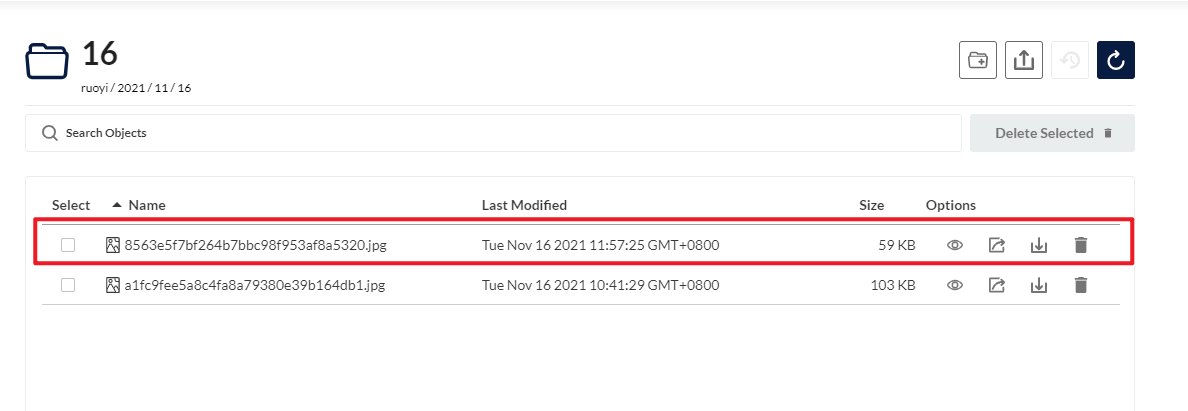 16
ruoyi / 2021 / 11 / 16
Search Objects
Delete Selected
Select Name Last Modified Size Options
8563e5f7bf264b7bbc98f953af8a5320.jpg Tue Nov 16 2021 11:57:25 GMT+0800 59 KB
a1fc9fee5a8c4fa8a79380e39b164db1.jpg Tue Nov 16 2021 10:41:29 GMT+0800 103 KB